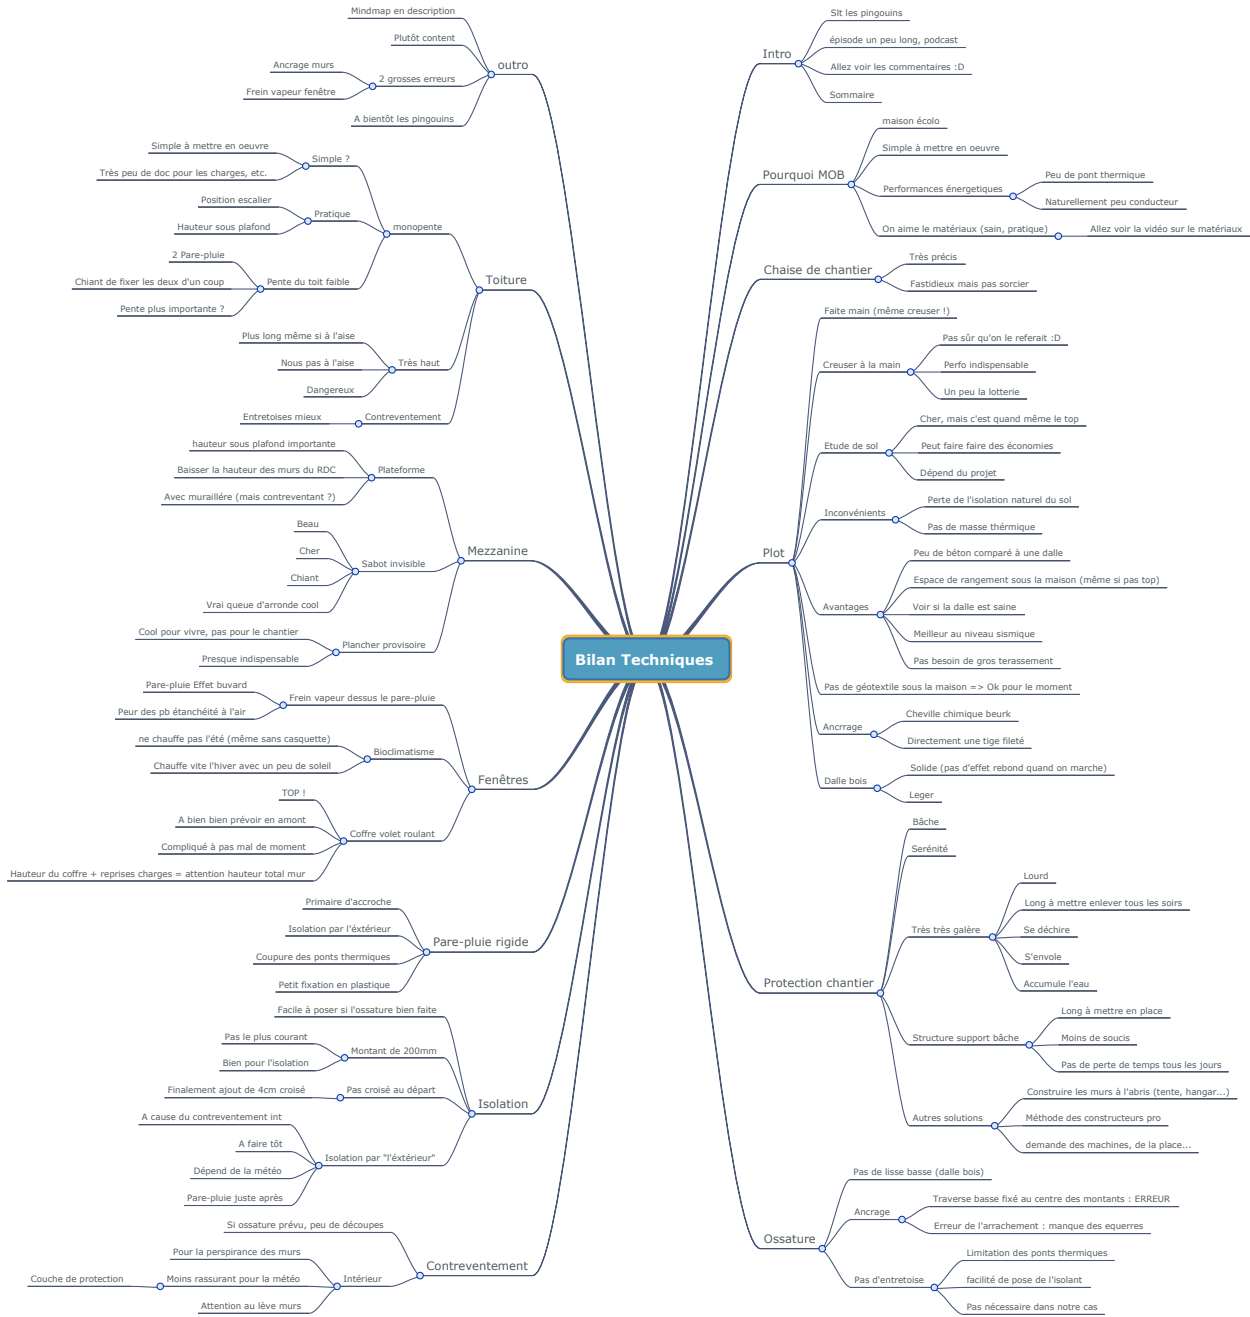 Bilan Techniques
Intro
Slt les pingouins
épisode un peu long, podcast
Allez voir les commentaires :D
Sommaire
Pourquoi MOB
maison écolo
Simple à mettre en oeuvre
Performances énergetiques
Peu de pont thermique
Naturellement peu conducteur
On aime le matériaux (sain, pratique)
Allez voir la vidéo sur le matériaux
Chaise de chantier
Très précis
Fastidieux mais pas sorcier
Plot
Faite main (même creuser !)
Creuser à la main
Pas sûr qu'on le referait :D
Perfo indispensable
Un peu la lotterie
Etude de sol
Cher, mais c'est quand même le top
Peut faire faire des économies
Dépend du projet
Inconvénients
Perte de l'isolation naturel du sol
Pas de masse thérmique
Avantages
Peu de béton comparé à une dalle
Espace de rangement sous la maison (même si pas top)
Voir si la dalle est saine
Meilleur au niveau sismique
Pas besoin de gros terassement
Pas de géotextile sous la maison => Ok pour le moment
Ancrrage
Cheville chimique beurk
Directement une tige fileté
Dalle bois
Solide (pas d'effet rebond quand on marche)
Leger
Protection chantier
Bâche
Serénité
Très très galère
Lourd
Long à mettre enlever tous les soirs
Se déchire
S'envole
Accumule l'eau
Structure support bâche
Long à mettre en place
Moins de soucis
Pas de perte de temps tous les jours
Autres solutions
Construire les murs à l'abris (tente, hangar...)
Méthode des constructeurs pro
demande des machines, de la place...
Ossature
Pas de lisse basse (dalle bois)
Ancrage
Traverse basse fixé au centre des montants : ERREUR
Erreur de l'arrachement : manque des equerres
Pas d'entretoise
Limitation des ponts thermiques
facilité de pose de l'isolant
Pas nécessaire dans notre cas
outro
Mindmap en description
Plutôt content
2 grosses erreurs
Ancrage murs
Frein vapeur fenêtre
A bientôt les pingouins
Toiture
monopente
Simple ?
Simple à mettre en oeuvre
Très peu de doc pour les charges, etc.
Pratique
Position escalier
Hauteur sous plafond
Pente du toit faible
2 Pare-pluie
Chiant de fixer les deux d'un coup
Pente plus importante ?
Très haut
Plus long même si à l'aise
Nous pas à l'aise
Dangereux
Contreventement
Entretoises mieux
Mezzanine
Plateforme
hauteur sous plafond importante
Baisser la hauteur des murs du RDC
Avec muraillére (mais contreventant ?)
Sabot invisible
Beau
Cher
Chiant
Vrai queue d'arronde cool
Plancher provisoire
Cool pour vivre, pas pour le chantier
Presque indispensable
Fenêtres
Frein vapeur dessus le pare-pluie
Pare-pluie Effet buvard
Peur des pb étanchéité à l'air
Bioclimatisme
ne chauffe pas l'été (même sans casquette)
Chauffe vite l'hiver avec un peu de soleil
Coffre volet roulant
TOP !
A bien bien prévoir en amont
Compliqué à pas mal de moment
Hauteur du coffre + reprises charges = attention hauteur total mur
Pare-pluie rigide
Primaire d'accroche
Isolation par l'éxtérieur
Coupure des ponts thermiques
Petit fixation en plastique
Isolation
Facile à poser si l'ossature bien faite
Montant de 200mm
Pas le plus courant
Bien pour l'isolation
Pas croisé au départ
Finalement ajout de 4cm croisé
Isolation par "l'éxtérieur"
A cause du contreventement int
A faire tôt
Dépend de la météo
Pare-pluie juste après
Contreventement
Si ossature prévu, peu de découpes
Intérieur
Pour la perspirance des murs
Moins rassurant pour la météo
Couche de protection
Attention au lève murs